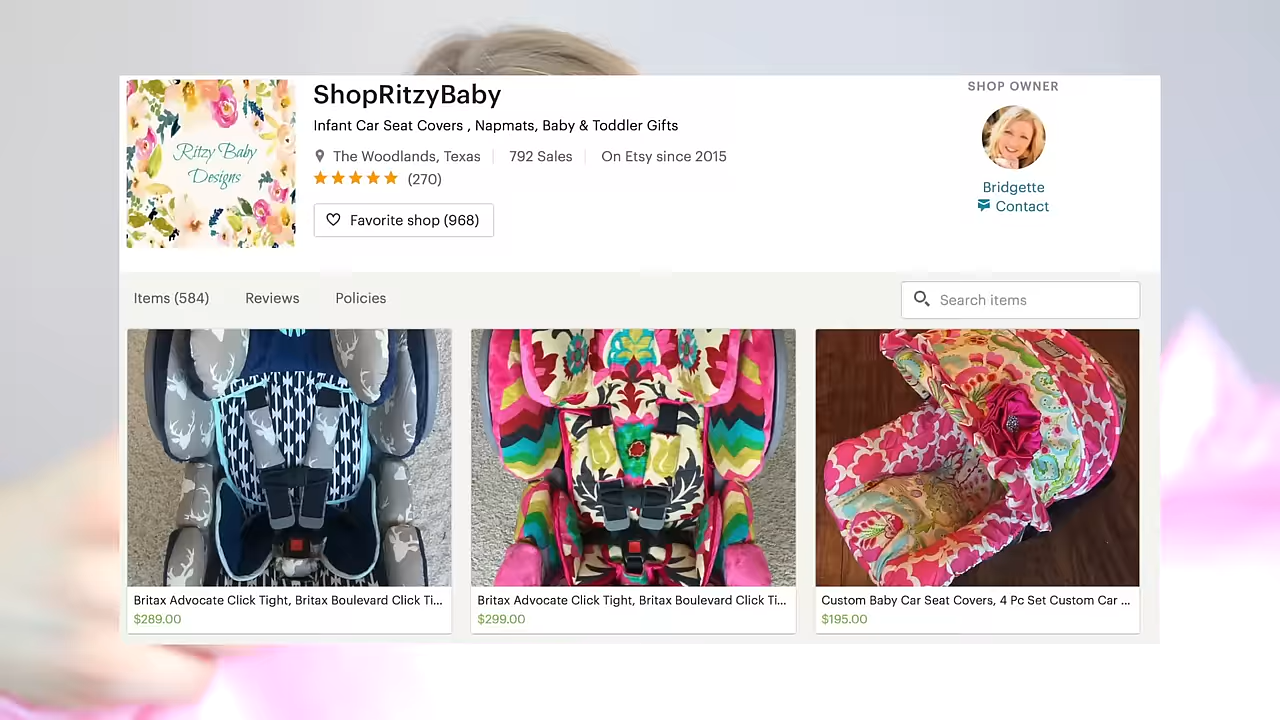 ShopRitzyBaby
Infant Car Seat Covers , Napmats, Baby & Toddler Gifts
The Woodlands, Texas 792 Sales On Etsy since 2015
(270)
Favorite shop (968)
Ritzy Baby
Designs
SHOP OWNER
Bridgette
Contact
Items (584) Reviews Policies
Search items
Britax Advocate Click Tight, Britax Boulevard Click Ti...
$289.00
Britax Advocate Click Tight, Britax Boulevard Click Ti...
$299.00
Custom Baby Car Seat Covers, 4 Pc Set Custom Car ...
$195.00